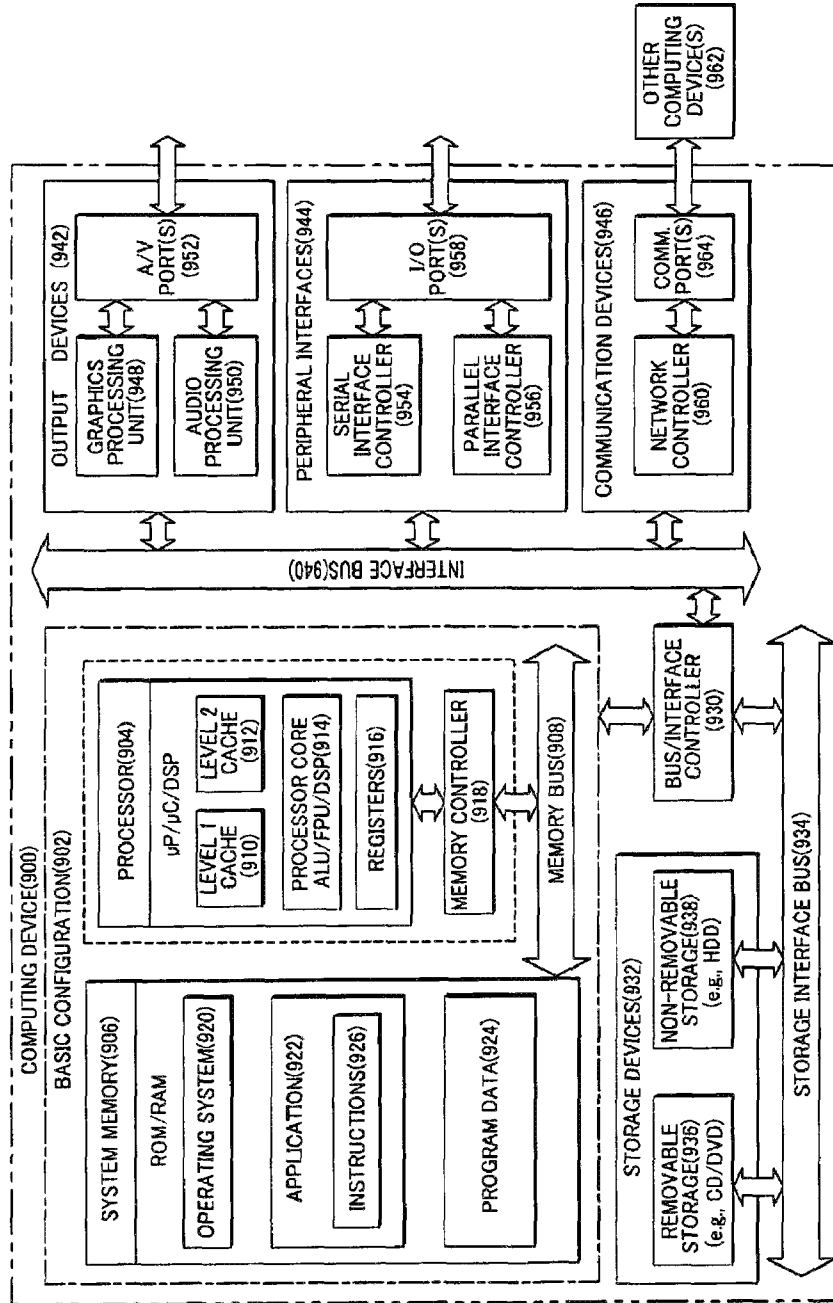 COMPUTING DEVICE(900)
BASIC CONFIGURATION(902)
SYSTEM MEMORY(906)
ROM/RAM
OPERATING SYSTEM(920)
APPLICATION(922)
INSTRUCTIONS(926)
PROGRAM DATA(924)
PROCESSOR(904)
µP/µC/DSP
LEVEL 1
CACHE
(910)
LEVEL 2
CACHE
(912)
PROCESSOR CORE
ALU/FPU/DSP(914)
REGISTERS(916)
MEMORY CONTROLLER
(918)
MEMORY BUS(908)
BUS/INTERFACE
CONTROLLER
(930)
STORAGE DEVICES(932)
REMOVABLE
STORAGE(936)
(e.g., CD/DVD)
NON-REMOVABLE
STORAGE(938)
(e.g., HDD)
STORAGE INTERFACE BUS(934)
INTERFACE BUS(940)
OUTPUT DEVICES (942)
GRAPHICS
PROCESSING
UNIT(948)
AUDIO
PROCESSING
UNIT(950)
A/V
PORT(S)
(952)
PERIPHERAL INTERFACES(944)
SERIAL
INTERFACE
CONTROLLER
(954)
PARALLEL
INTERFACE
CONTROLLER
(956)
I/O
PORT(S)
(958)
COMMUNICATION DEVICES(946)
NETWORK
CONTROLLER
(960)
COMM.
PORT(S)
(964)
OTHER
COMPUTING
DEVICE(S)
(962)